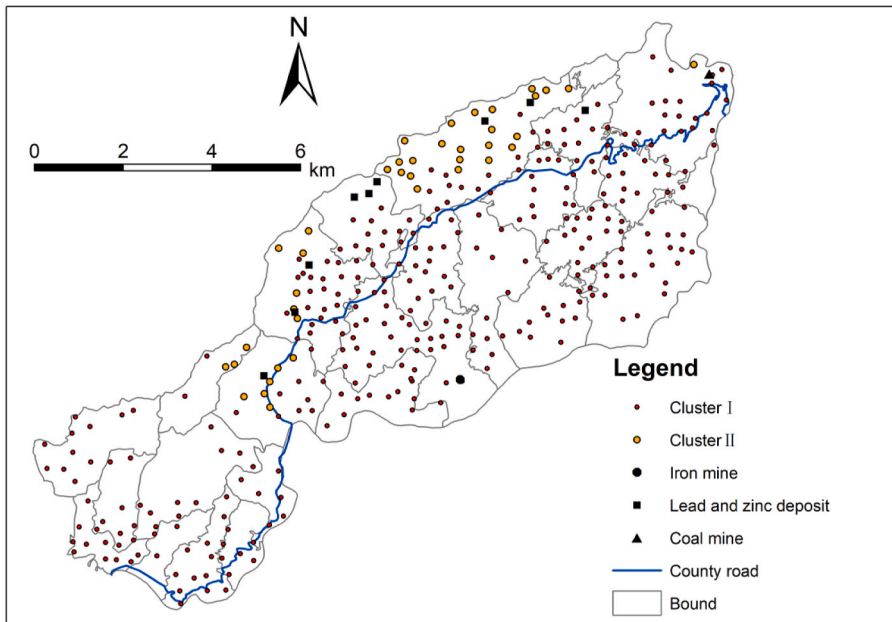 N
0 2 4 6
km
Legend
Cluster Ⅰ
Cluster Ⅱ
Iron mine
Lead and zinc deposit
Coal mine
County road
Bound